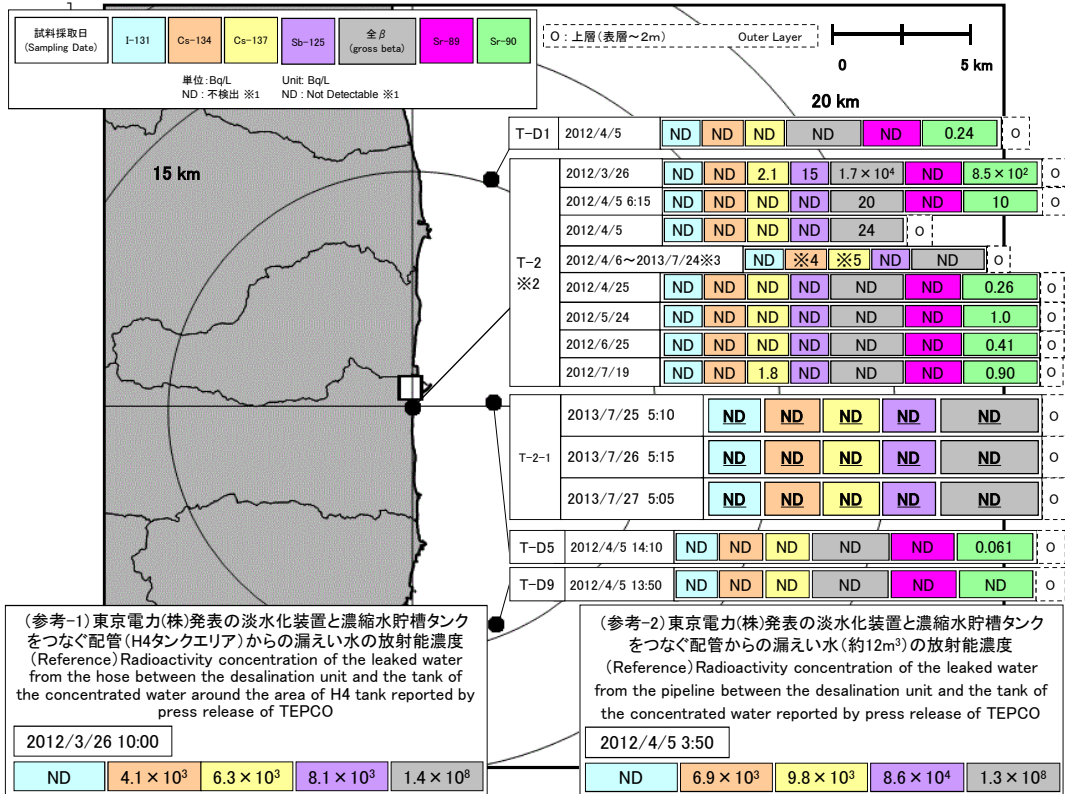 試料採取日
(Sampling Date)
I-131
Cs-134
Cs-137
Sb-125
全β
(gross beta)
Sr-89
Sr-90
単位:Bq/L
Unit: Bq/L
ND : 不検出 ※1
ND : Not Detectable ※1
O : 上層(表層～2m)
Outer Layer
0
5 km
20 km
15 km
T-D1 2012/4/5 ND ND ND ND ND 0.24 O
T-2
※2
2012/3/26 ND ND 2.1 15 1.7×10⁴ ND 8.5×10² O
2012/4/5 6:15 ND ND ND ND 20 ND 10 O
2012/4/5 ND ND ND ND 24 O
2012/4/6～2013/7/24※3 ND ※4 ※5 ND ND O
2012/4/25 ND ND ND ND ND ND 0.26 O
2012/5/24 ND ND ND ND ND ND 1.0 O
2012/6/25 ND ND ND ND ND ND 0.41 O
2012/7/19 ND ND 1.8 ND ND ND 0.90 O
T-2-1
2013/7/25 5:10 ND ND ND ND ND O
2013/7/26 5:15 ND ND ND ND ND O
2013/7/27 5:05 ND ND ND ND ND O
T-D5 2012/4/5 14:10 ND ND ND ND ND 0.061 O
T-D9 2012/4/5 13:50 ND ND ND ND ND ND O
(参考-1)東京電力(株)発表の淡水化装置と濃縮水貯槽タンク
をつなぐ配管(H4タンクエリア)からの漏えい水の放射能濃度
(Reference)Radioactivity concentration of the leaked water
from the hose between the desalination unit and the tank of
the concentrated water around the area of H4 tank reported by
press release of TEPCO
2012/3/26 10:00
ND 4.1×10³ 6.3×10³ 8.1×10³ 1.4×10⁸
(参考-2)東京電力(株)発表の淡水化装置と濃縮水貯槽タンク
をつなぐ配管からの漏えい水(約12m³)の放射能濃度
(Reference)Radioactivity concentration of the leaked water
from the pipeline between the desalination unit and the tank of
the concentrated water reported by press release of TEPCO
2012/4/5 3:50
ND 6.9×10³ 9.8×10³ 8.6×10⁴ 1.3×10⁸